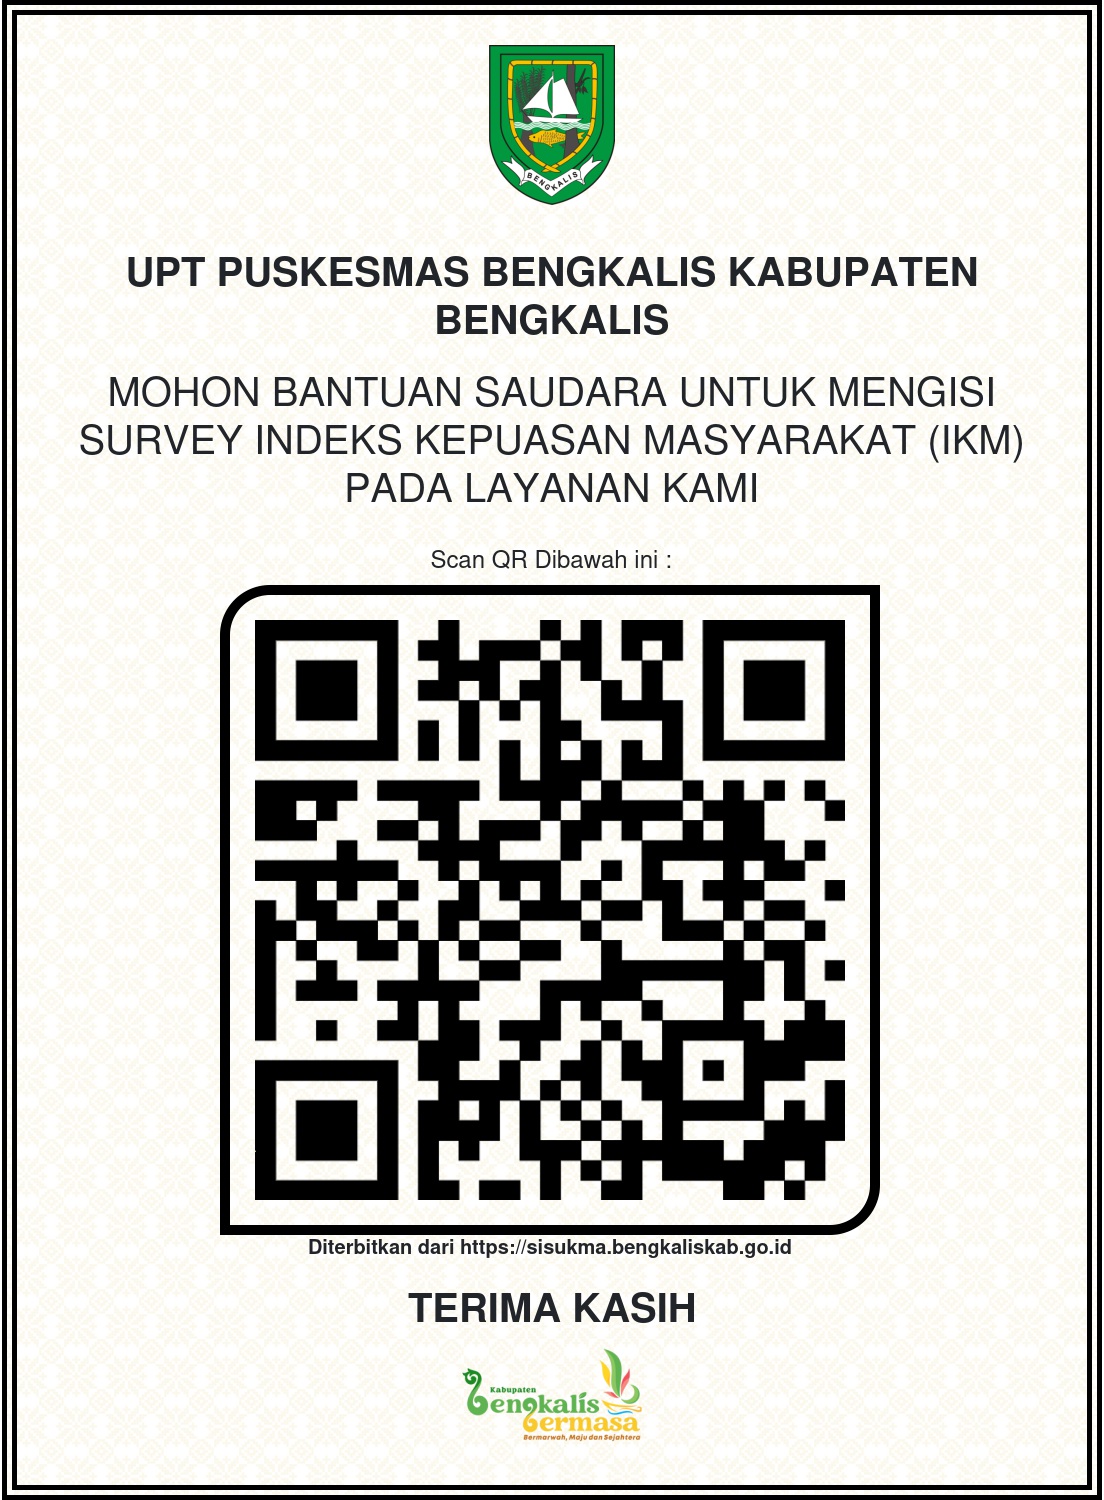 BENGKALIS
UPT PUSKESMAS BENGKALIS KABUPATEN
BENGKALIS
MOHON BANTUAN SAUDARA UNTUK MENGISI
SURVEY INDEKS KEPUASAN MASYARAKAT (IKM)
PADA LAYANAN KAMI
Scan QR Dibawah ini :
Diterbitkan dari https://sisukma.bengkaliskab.go.id
TERIMA KASIH
Kabupaten
Bengkalis
Bermasa
Bermarwah, Maju dan Sejahtera